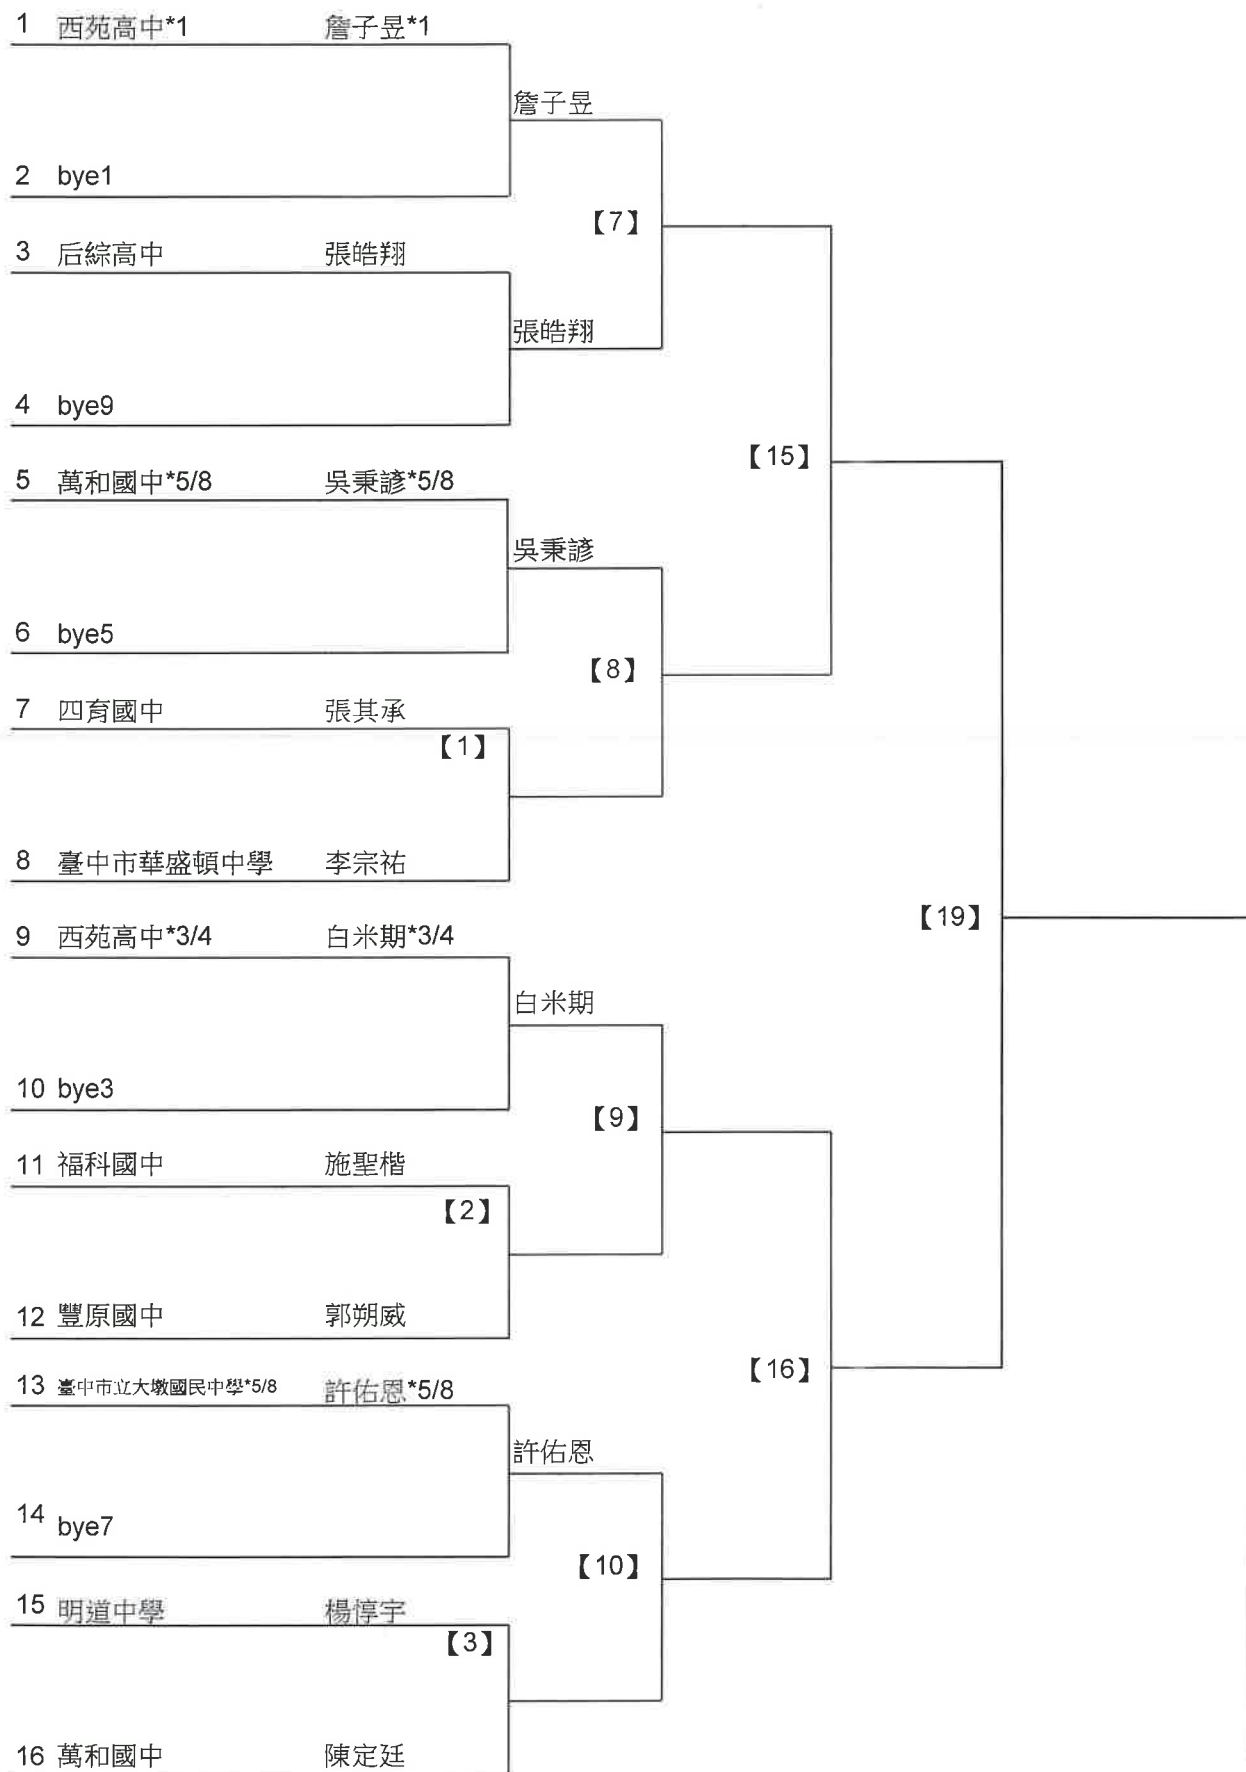 1 西苑高中*1 詹子昱*1
詹子昱
2 bye1
【7】
3 后綜高中 張皓翔
張皓翔
4 bye9
【15】
5 萬和國中*5/8 吳秉諺*5/8
吳秉諺
6 bye5
【8】
7 四育國中 張其承
【1】
8 臺中市華盛頓中學 李宗祐
【19】
9 西苑高中*3/4 白米期*3/4
白米期
10 bye3
【9】
11 福科國中 施聖楷
【2】
12 豐原國中 郭朔威
【16】
13 臺中市立大墩國民中學*5/8 許佑恩*5/8
許佑恩
14 bye7
【10】
15 明道中學 楊惇宇
【3】
16 萬和國中 陳定廷